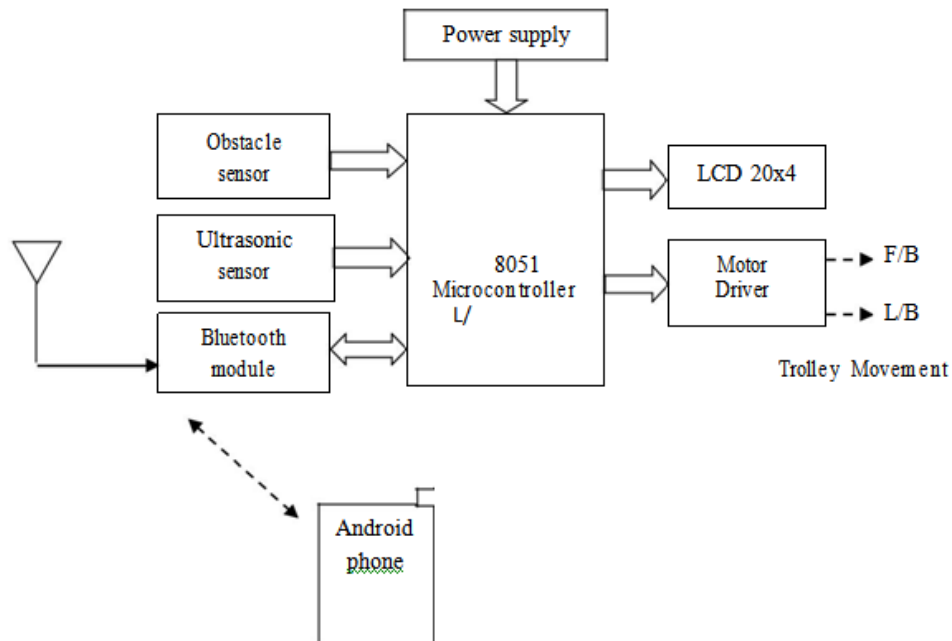 Power supply
Obstacle
sensor
Ultrasonic
sensor
Bluetooth
module
8051
Microcontroller
L/
LCD 20x4
Motor
Driver
F/B
L/B
Trolley Movement
Android
phone